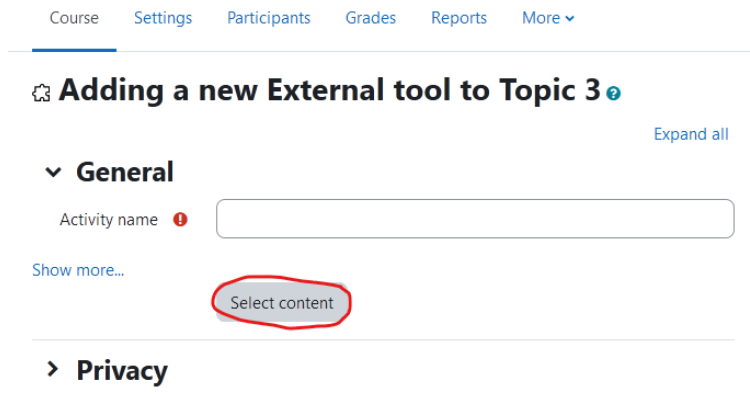 Course Settings Participants Grades Reports More
Adding a new External tool to Topic 3
Expand all
General
Activity name
Show more...
Select content
Privacy